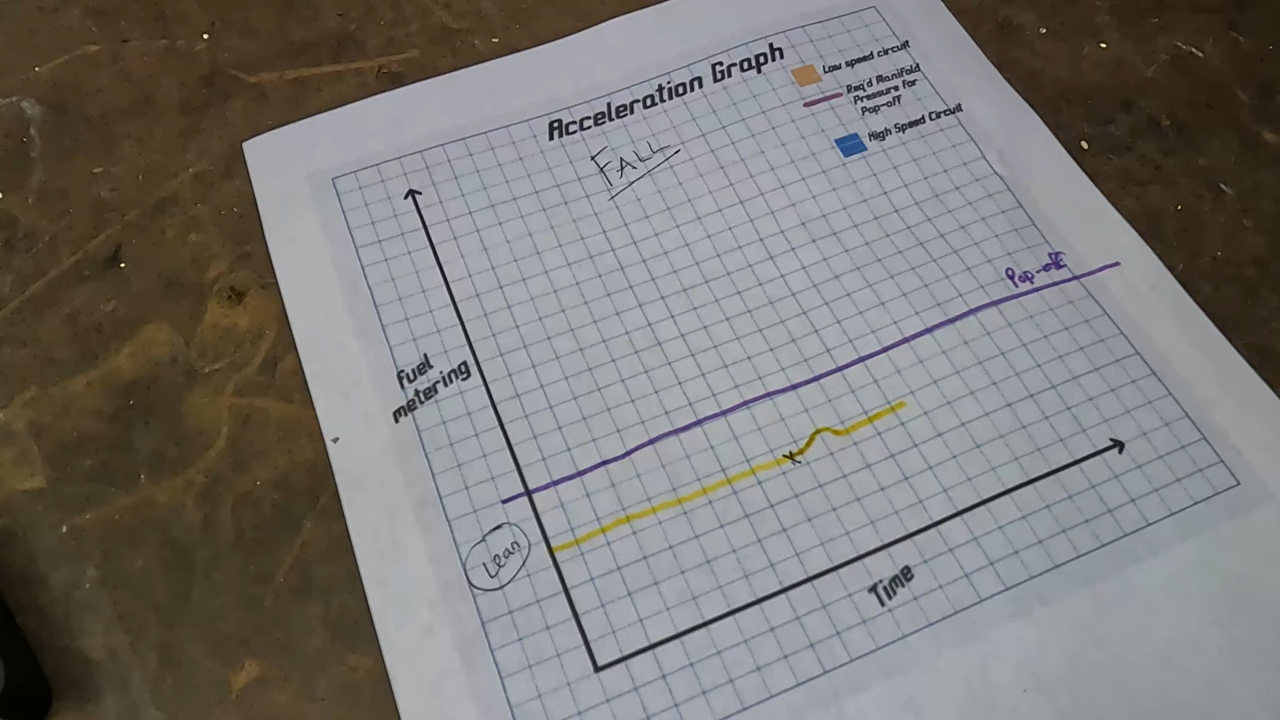 Acceleration Graph
FALL
Low speed circuit
Req'd Manifold
Pressure for
Pop-off
High Speed Circuit
Pop-off
Fuel
metering
Lean
Time